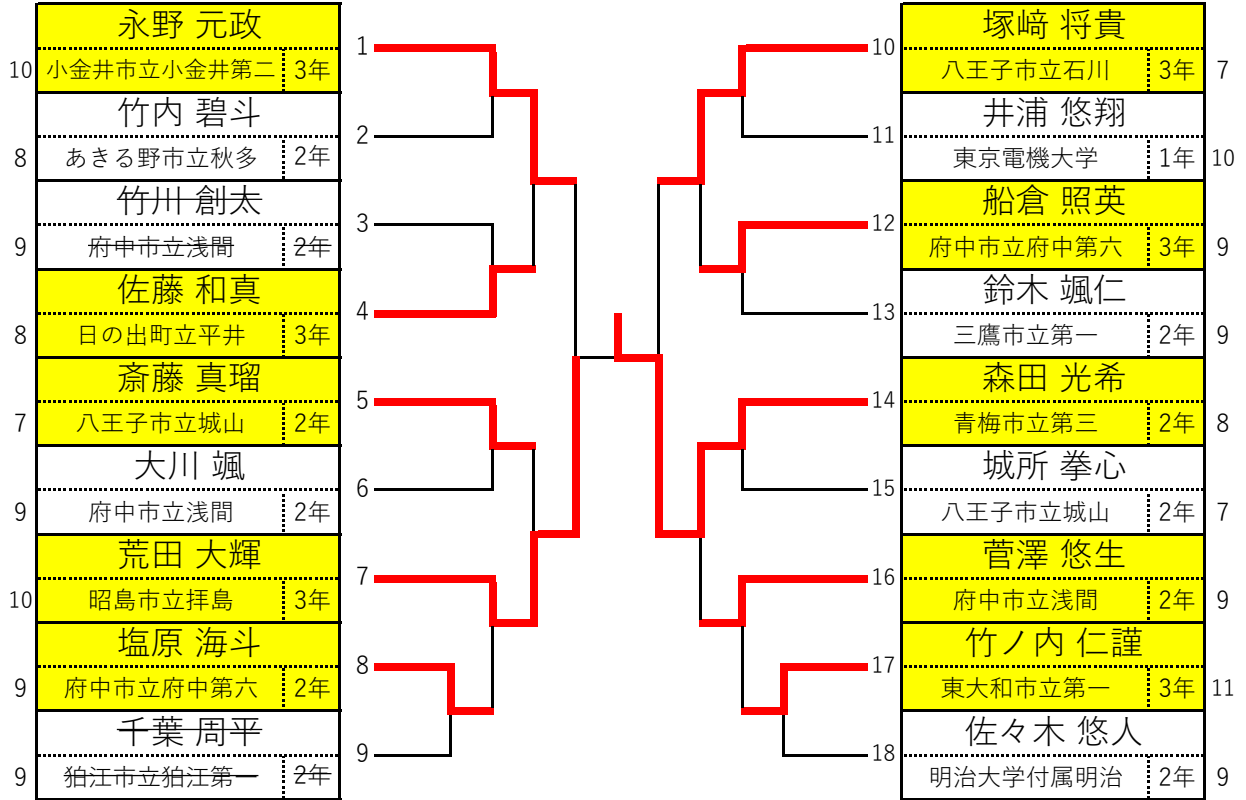 永野 元政
1
10 小金井市立小金井第二 3年
竹内 碧斗
2
8 あきる野市立秋多 2年
竹川 創太
3
9 府中市立浅間 2年
佐藤 和真
4
8 日の出町立平井 3年
斎藤 真瑠
5
7 八王子市立城山 2年
大川 颯
6
9 府中市立浅間 2年
荒田 大輝
7
10 昭島市立拝島 3年
塩原 海斗
8
9 府中市立府中第六 2年
千葉 周平
9
9 狛江市立狛江第一 2年
塚﨑 将貴
10
八王子市立石川 3年 7
井浦 悠翔
11
東京電機大学 1年 10
船倉 照英
12
府中市立府中第六 3年 9
鈴木 颯仁
13
三鷹市立第一 2年 9
森田 光希
14
青梅市立第三 2年 8
城所 拳心
15
八王子市立城山 2年 7
菅澤 悠生
16
府中市立浅間 2年 9
竹ノ内 仁謹
17
東大和市立第一 3年 11
佐々木 悠人
18
明治大学付属明治 2年 9